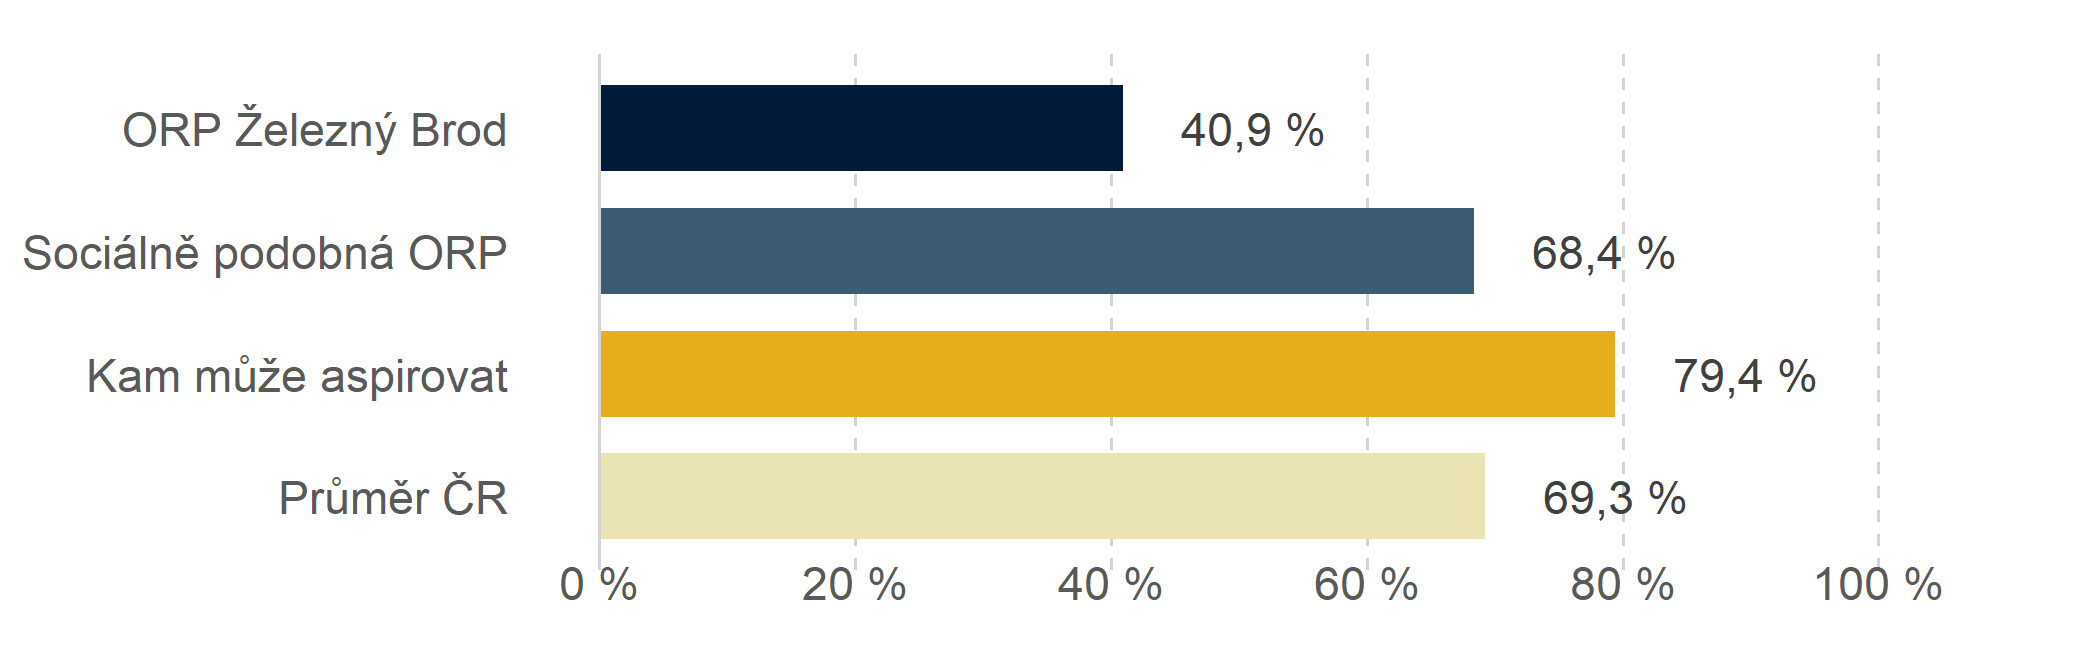 ORP Železný Brod
40,9 %
Sociálně podobná ORP
68,4 %
Kam může aspirovat
79,4 %
Průměr ČR
69,3 %
0 % 20 % 40 % 60 % 80 % 100 %